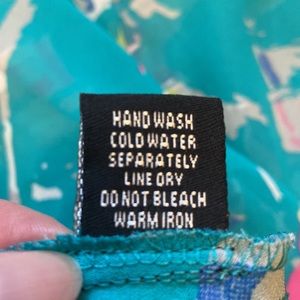 HAND WASH
COLD WATER
SEPARATELY
LINE DRY
DO NOT BLEACH
WARM IRON